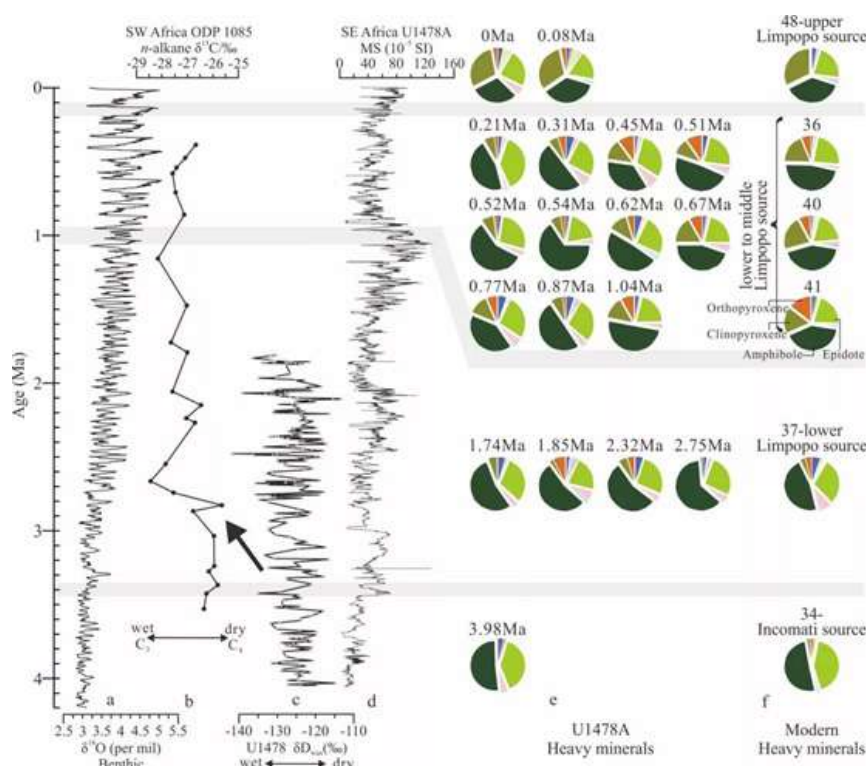 SW Africa ODP 1085
n-alkane δ¹³C/‰
-29 -28 -27 -26 -25
SE Africa U1478A
MS (10⁻⁵ SI)
0 40 80 120 160
0Ma 0.08Ma
48-upper
Limpopo source
0
0.21Ma 0.31Ma 0.45Ma 0.51Ma
36
0.52Ma 0.54Ma 0.62Ma 0.67Ma
40
lower to middle
Limpopo source
1
0.77Ma 0.87Ma 1.04Ma
41
Orthopyroxene
Clinopyroxene
Amphibole Epidote
Age (Ma)
2
1.74Ma 1.85Ma 2.32Ma 2.75Ma
37-lower
Limpopo source
3
wet dry
C₃ C₄
3.98Ma
34-
Incomati source
4
a b c d e f
2.5 3 3.5 4 4.5 5 5.5
δ¹⁸O (per mil)
Benthic
-140 -130 -120 -110
U1478 δD (‰)
wet dry
U1478A
Heavy minerals
Modern
Heavy minerals